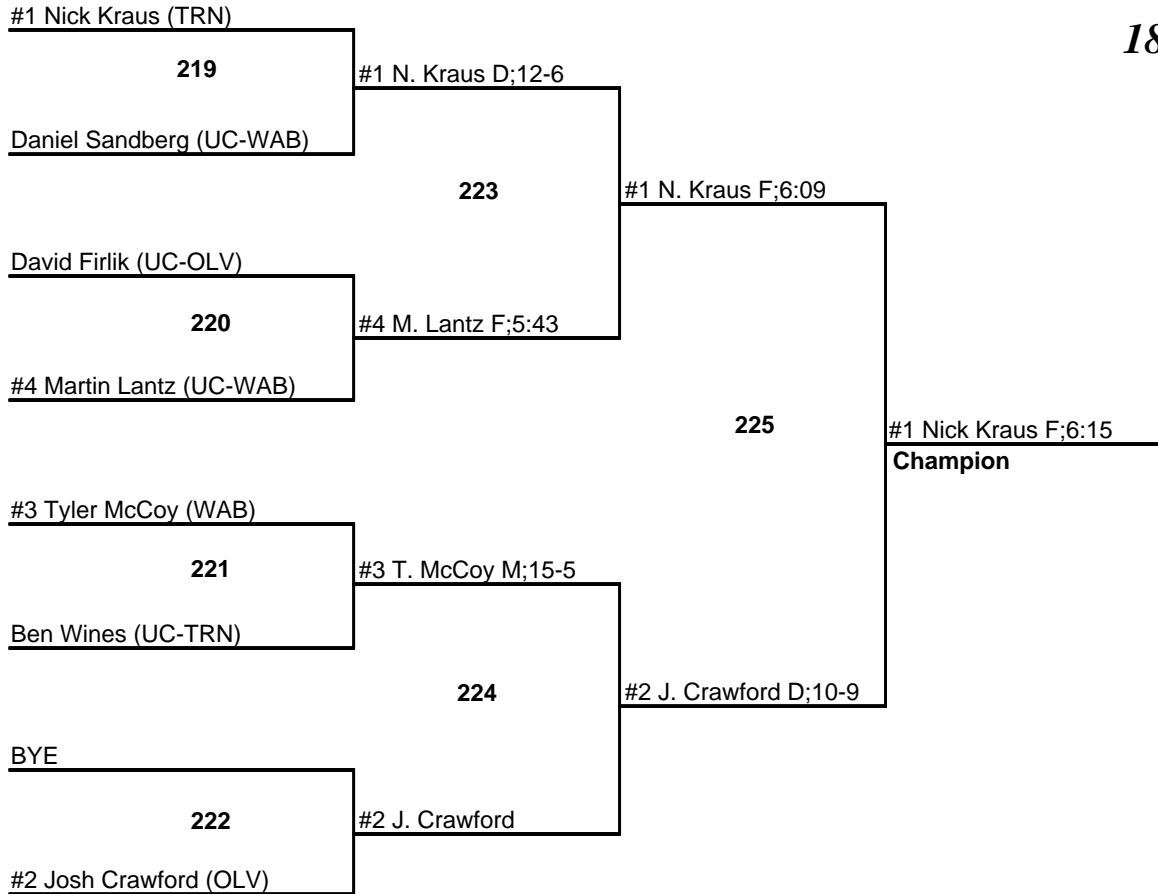 #1 Nick Kraus (TRN)
18
219
#1 N. Kraus D;12-6
Daniel Sandberg (UC-WAB)
223
#1 N. Kraus F;6:09
David Firlik (UC-OLV)
220
#4 M. Lantz F;5:43
#4 Martin Lantz (UC-WAB)
225
#1 Nick Kraus F;6:15
Champion
#3 Tyler McCoy (WAB)
221
#3 T. McCoy M;15-5
Ben Wines (UC-TRN)
224
#2 J. Crawford D;10-9
BYE
222
#2 J. Crawford
#2 Josh Crawford (OLV)